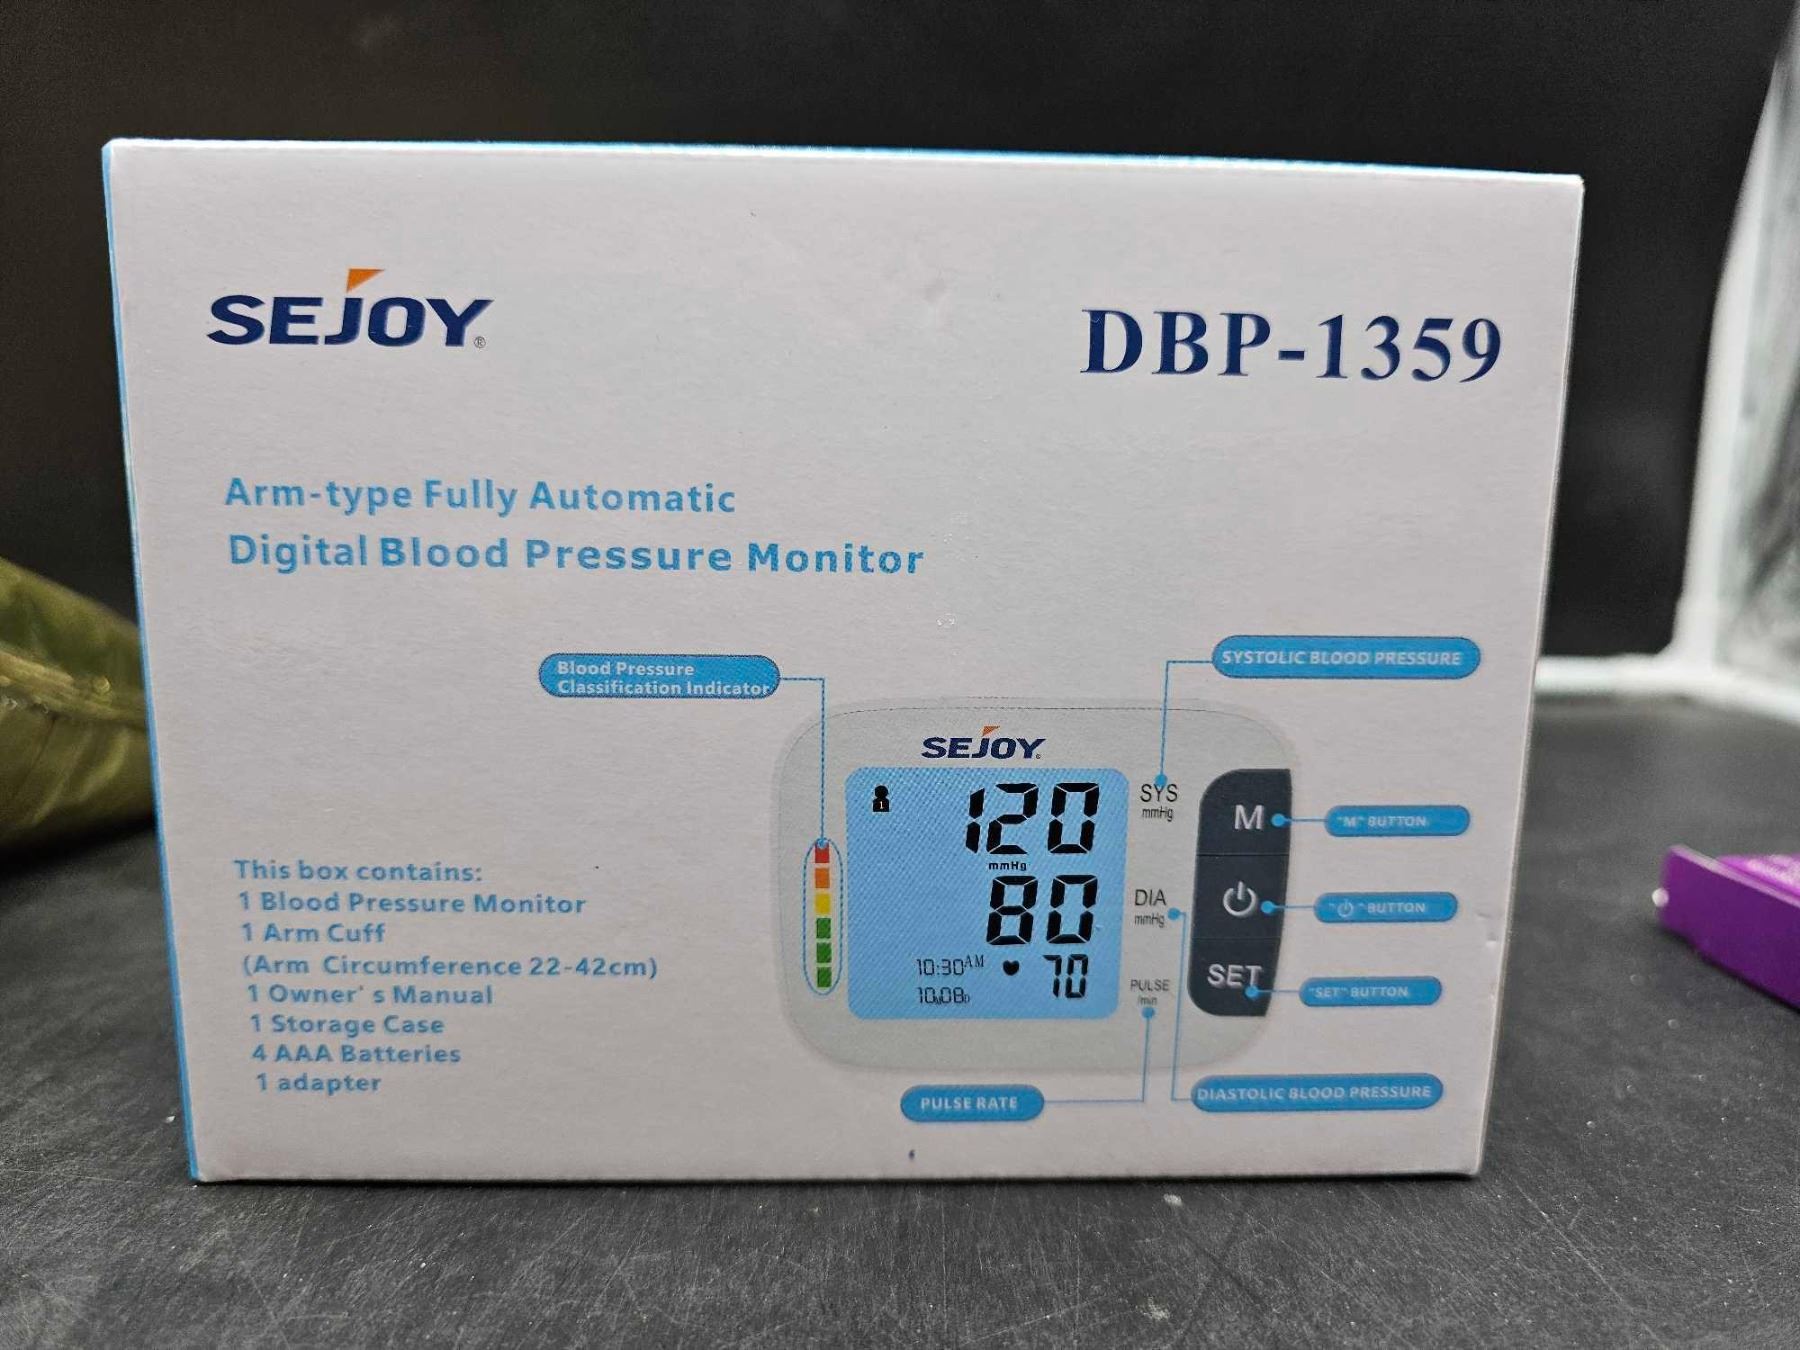 SEJOY®
DBP-1359
Arm-type Fully Automatic
Digital Blood Pressure Monitor
Blood Pressure
Classification Indicator
SYSTOLIC BLOOD PRESSURE
SEJOY
1
120
mmHg
SYS
mmHg
M
"M" BUTTON
80
DIA
mmHg
"⏻" BUTTON
10:30AM
70
10M08D
PULSE
/min
SET
"SET" BUTTON
This box contains:
1 Blood Pressure Monitor
1 Arm Cuff
(Arm Circumference 22-42cm)
1 Owner's Manual
1 Storage Case
4 AAA Batteries
1 adapter
PULSE RATE
DIASTOLIC BLOOD PRESSURE